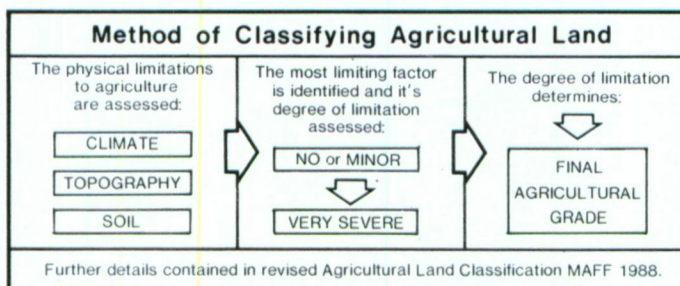 Method of Classifying Agricultural Land
The physical limitations
to agriculture
are assessed:
CLIMATE
TOPOGRAPHY
SOIL
The most limiting factor
is identified and it's
degree of limitation
assessed:
NO or MINOR
VERY SEVERE
The degree of limitation
determines:
FINAL
AGRICULTURAL
GRADE
Further details contained in revised Agricultural Land Classification MAFF 1988.